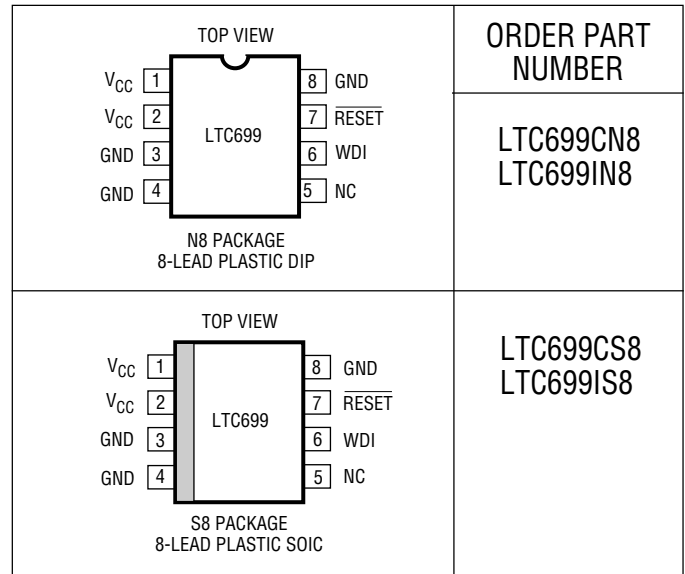 TOP VIEW
VCC 1
8 GND
VCC 2
7 RESET
LTC699
GND 3
6 WDI
GND 4
5 NC
N8 PACKAGE
8-LEAD PLASTIC DIP
ORDER PART
NUMBER
LTC699CN8
LTC699IN8
TOP VIEW
VCC 1
8 GND
VCC 2
7 RESET
LTC699
GND 3
6 WDI
GND 4
5 NC
S8 PACKAGE
8-LEAD PLASTIC SOIC
LTC699CS8
LTC699IS8